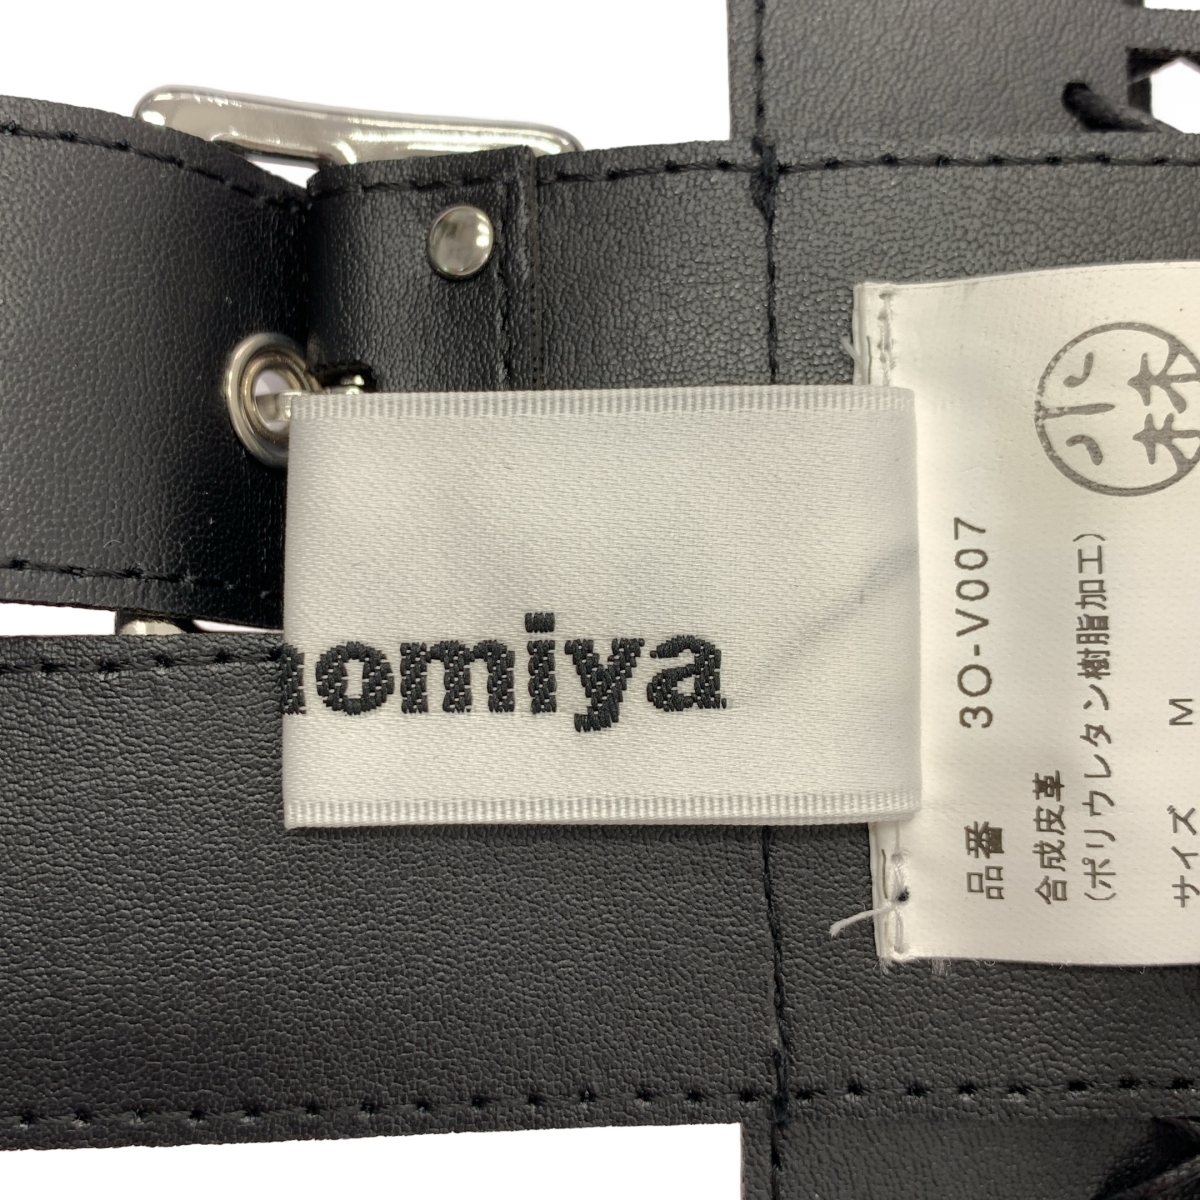 nomiya
小林
品番 3O-V007
合成皮革
(ポリウレタン樹脂加工)
サイズ M